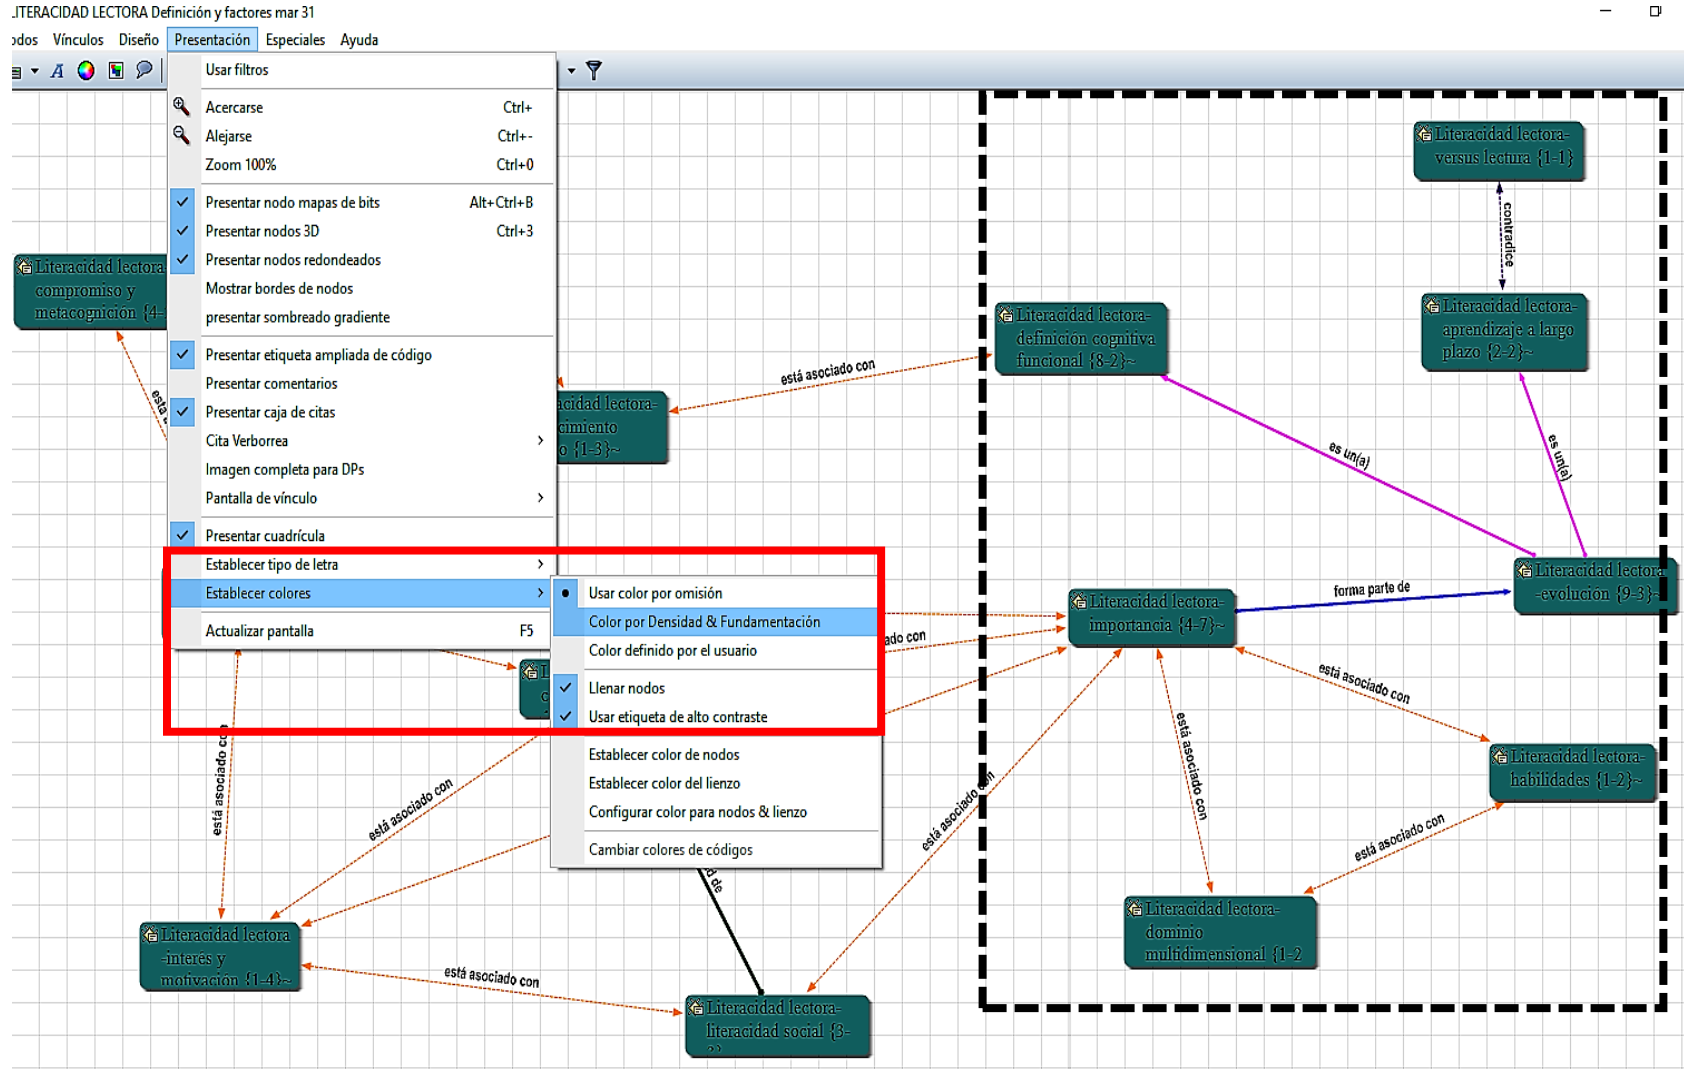 LITERACIDAD LECTORA Definición y factores mar 31
odos Vínculos Diseño Presentación Especiales Ayuda
Usar filtros
Acercarse Ctrl+
Alejarse Ctrl+-
Zoom 100% Ctrl+0
Presentar nodo mapas de bits Alt+Ctrl+B
Presentar nodos 3D Ctrl+3
Presentar nodos redondeados
Mostrar bordes de nodos
presentar sombreado gradiente
Presentar etiqueta ampliada de código
Presentar comentarios
Presentar caja de citas
Cita Verborrea
Imagen completa para DPs
Pantalla de vínculo
Presentar cuadrícula
Establecer tipo de letra
Establecer colores
Actualizar pantalla F5
Usar color por omisión
Color por Densidad & Fundamentación
Color definido por el usuario
Llenar nodos
Usar etiqueta de alto contraste
Establecer color de nodos
Establecer color del lienzo
Configurar color para nodos & lienzo
Cambiar colores de códigos
Literacidad lectora-
versus lectura {1-1}
contradice
Literacidad lectora-
aprendizaje a largo
plazo {2-2}~
Literacidad lectora-
definición cognitiva
funcional {8-2}~
Literacidad lectora-
compromiso y
metacognición {4-
está
acidad lectora-
cimiento
o {1-3}~
está asociado con
es un(a)
es un(a)
Literacidad lectora
-evolución {9-3}~
forma parte de
Literacidad lectora-
importancia {4-7}~
ado con
está asociado con
está asociado con
está asociado con
Literacidad lectora-
habilidades {1-2}~
está asociado con
Literacidad lectora-
dominio
multidimensional {1-2
está asociado con
está asociado con
d de
Literacidad lectora
-interés y
motivación {1-4}~
está asociado con
Literacidad lectora-
literacidad social {3-